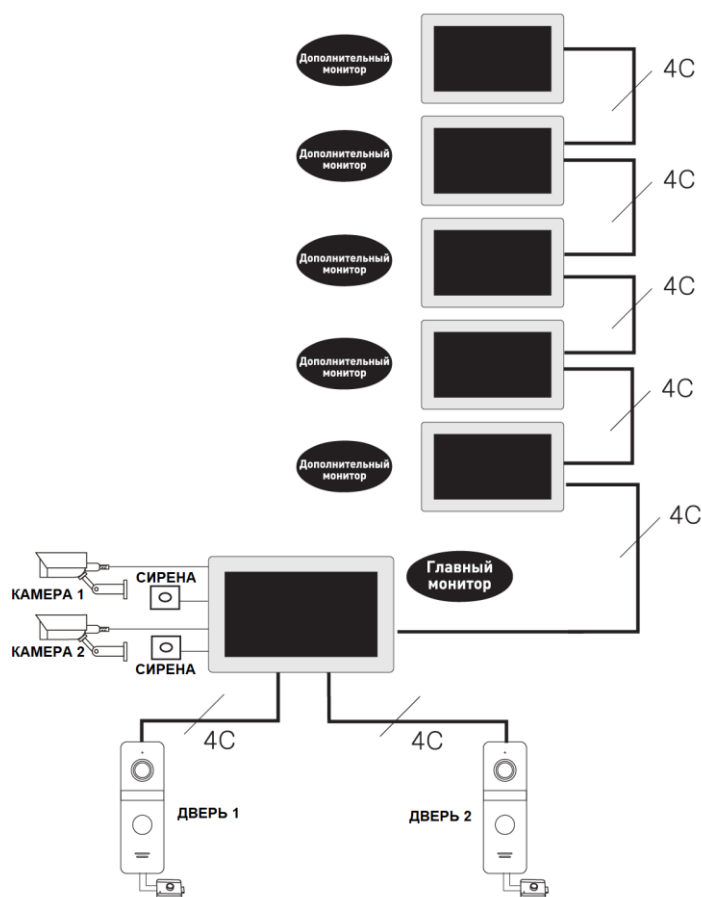 Дополнительный
монитор
4C
Дополнительный
монитор
4C
Дополнительный
монитор
4C
Дополнительный
монитор
4C
Дополнительный
монитор
4C
Главный
монитор
КАМЕРА 1
СИРЕНА
КАМЕРА 2
СИРЕНА
4C
4C
ДВЕРЬ 1
ДВЕРЬ 2